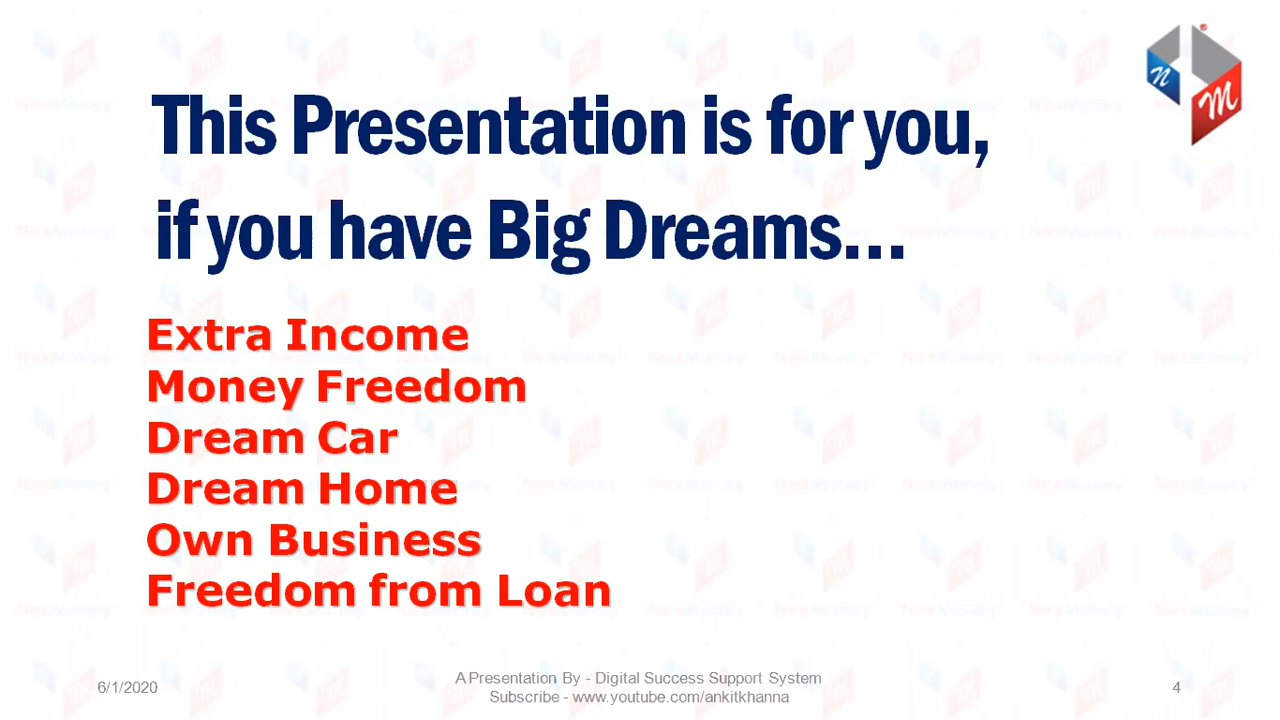 This Presentation is for you,
if you have Big Dreams...
Extra Income
Money Freedom
Dream Car
Dream Home
Own Business
Freedom from Loan
6/1/2020
A Presentation By - Digital Success Support System
Subscribe - www.youtube.com/ankitkhanna
4
n
M